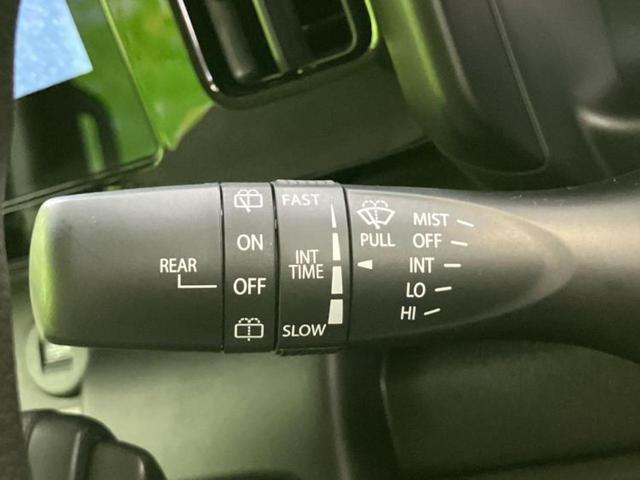 REAR
ON
OFF
FAST
INT
TIME
SLOW
PULL
MIST
OFF
INT
LO
HI